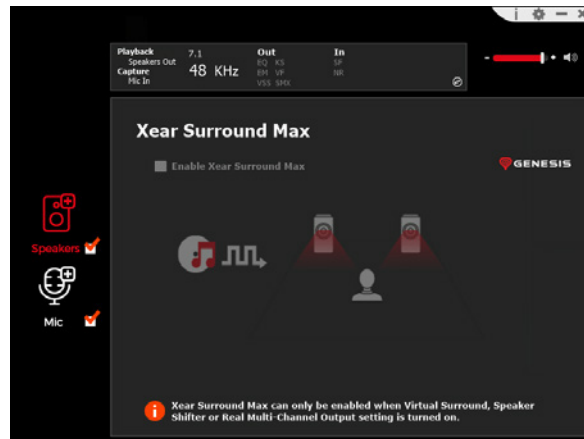 Playback
Speakers Out
Capture
Mic In
7.1
48 KHz
Out
EQ KS
EM VF
VSS SMX
In
SF
NR
Xear Surround Max
Enable Xear Surround Max
GENESIS
Speakers
Mic
Xear Surround Max can only be enabled when Virtual Surround, Speaker
Shifter or Real Multi-Channel Output setting is turned on.